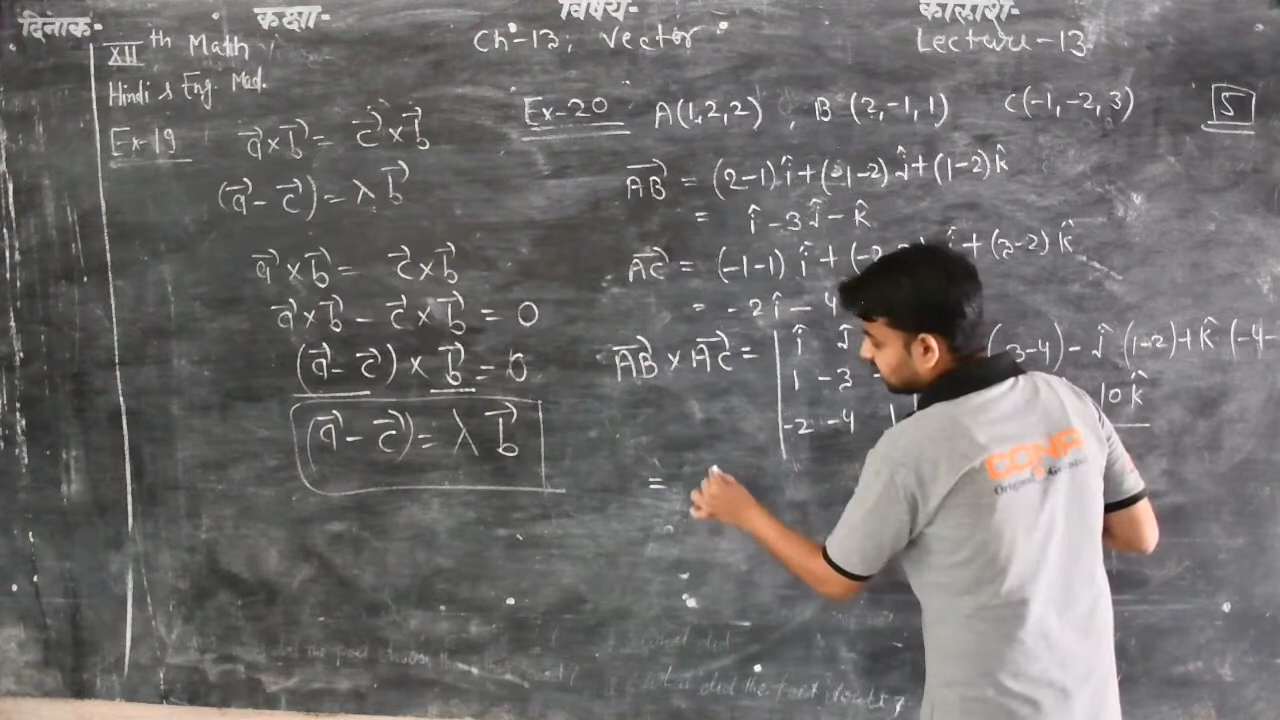 दिनांक- कक्षा- विषय- कालांश-
XII th Math Ch-13, Vector Lecture-13
Hindi & Eng. Med.
Ex-19
a⃗×b⃗ = c⃗×b⃗
(a⃗-c⃗) = λ b⃗
a⃗×b⃗ = c⃗×b⃗
a⃗×b⃗ - c⃗×b⃗ = 0
(a⃗-c⃗)×b⃗ = 0
(a⃗-c⃗) = λ b⃗
Ex-20 A(1,2,2), B(2,-1,1) C(-1,-2,3) 5
AB⃗ = (2-1)î+(-1-2)ĵ+(1-2)k̂
= î-3ĵ-k̂
AC⃗ = (-1-1)î+(-2 î+(3-2)k̂
= -2î-4
AB⃗×AC⃗ = î ĵ (3-4)-ĵ(1-2)+k̂(-4-
1 -3 -
-2 -4 1 10k̂
=
CONA
what did the